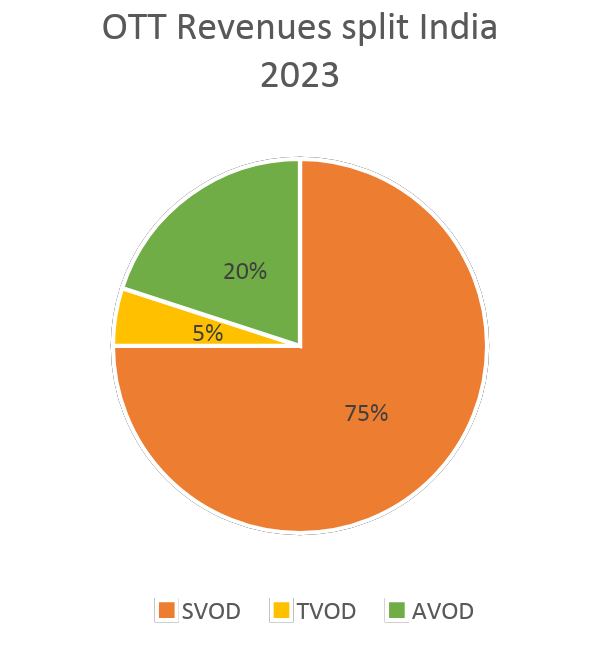 OTT Revenues split India
2023
20%
5%
75%
SVOD TVOD AVOD